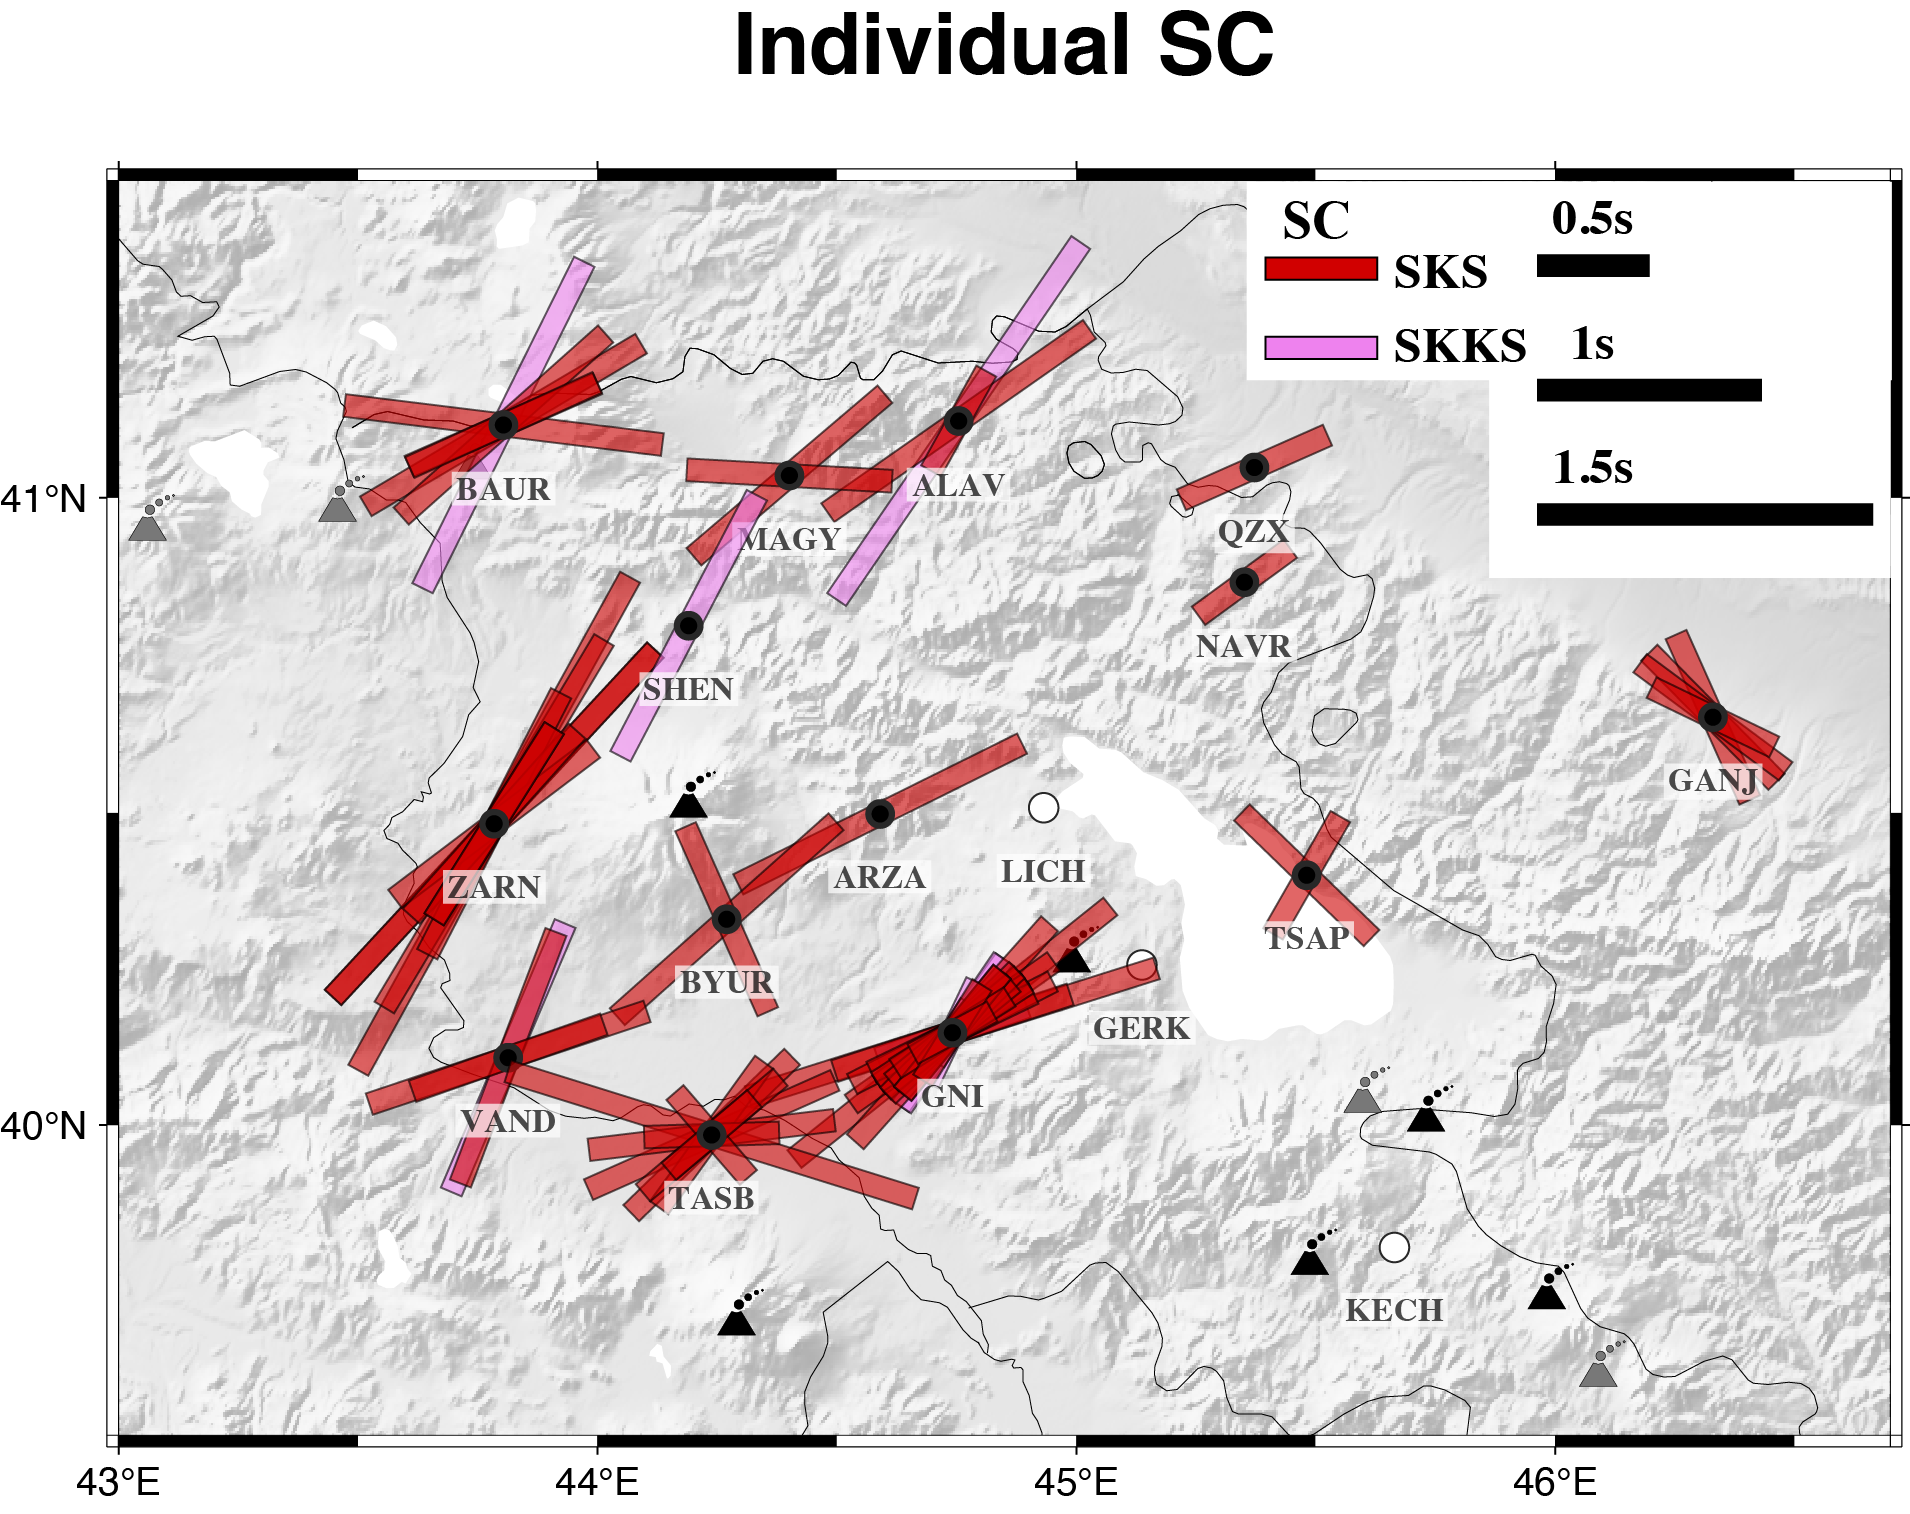 Individual SC
SC
0.5s
SKS
1s
SKKS
1.5s
BAUR
ALAV
MAGY
QZX
NAVR
SHEN
GANJ
ZARN
ARZA
LICH
TSAP
BYUR
GERK
GNI
VAND
TASB
KECH
41°N
40°N
43°E
44°E
45°E
46°E